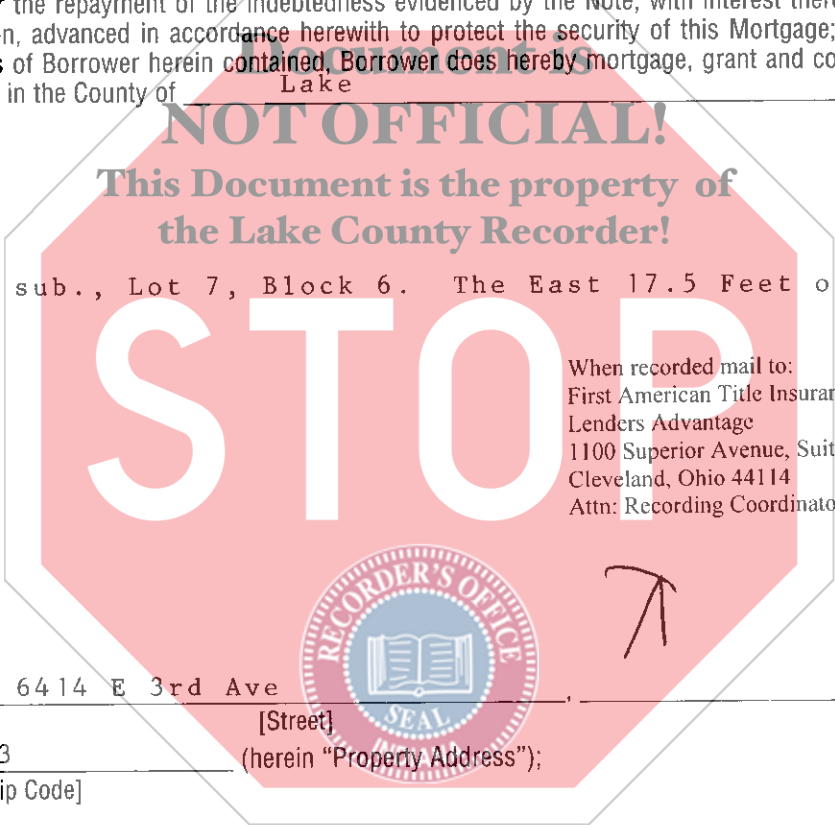 the repayment of the indebtedness evidenced by the Note, with interest
n, advanced in accordance herewith to protect the security of this Mortgage;
s of Borrower herein contained, Borrower does hereby mortgage, grant and co
in the County of Lake
Document is
NOT OFFICIAL!
This Document is the property of
the Lake County Recorder!
sub., Lot 7, Block 6. The East 17.5 Feet o
STOP
When recorded mail to:
First American Title Insuran
Lenders Advantage
1100 Superior Avenue, Suit
Cleveland, Ohio 44114
Attn: Recording Coordinato
RECORDER'S OFFICE
SEAL
INDIANA
6414 E 3rd Ave ,
[Street]
3 (herein "Property Address");
ip Code]